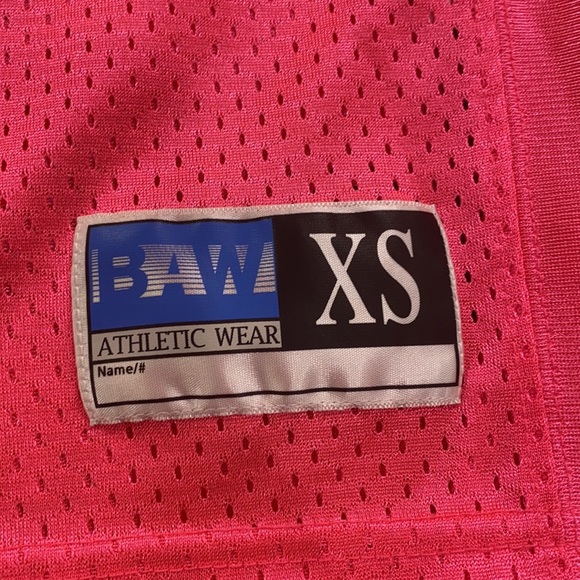 BAW XS
ATHLETIC WEAR
Name/#